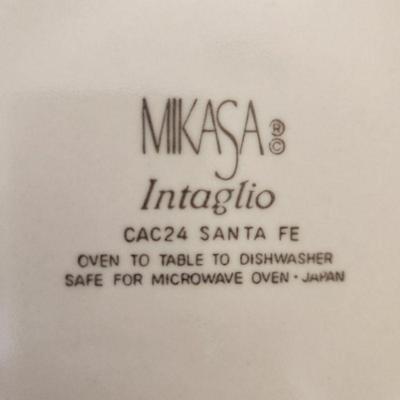 MIKASA ® ©
Intaglio
CAC24 SANTA FE
OVEN TO TABLE TO DISHWASHER
SAFE FOR MICROWAVE OVEN · JAPAN